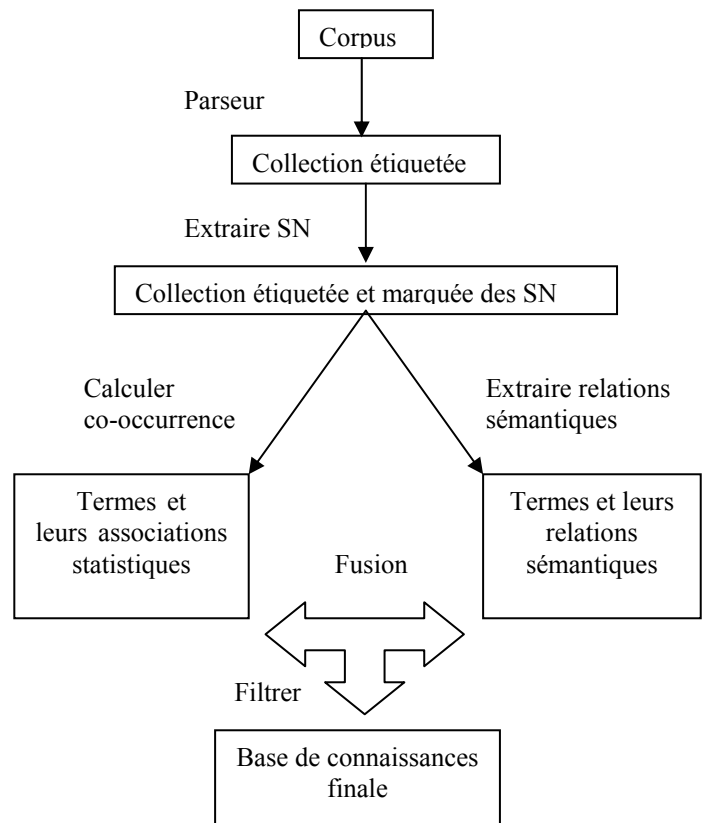 Corpus
Parseur
Collection étiquetée
Extraire SN
Collection étiquetée et marquée des SN
Calculer
co-occurrence
Extraire relations
sémantiques
Termes et
leurs associations
statistiques
Termes et leurs
relations
sémantiques
Fusion
Filtrer
Base de connaissances
finale